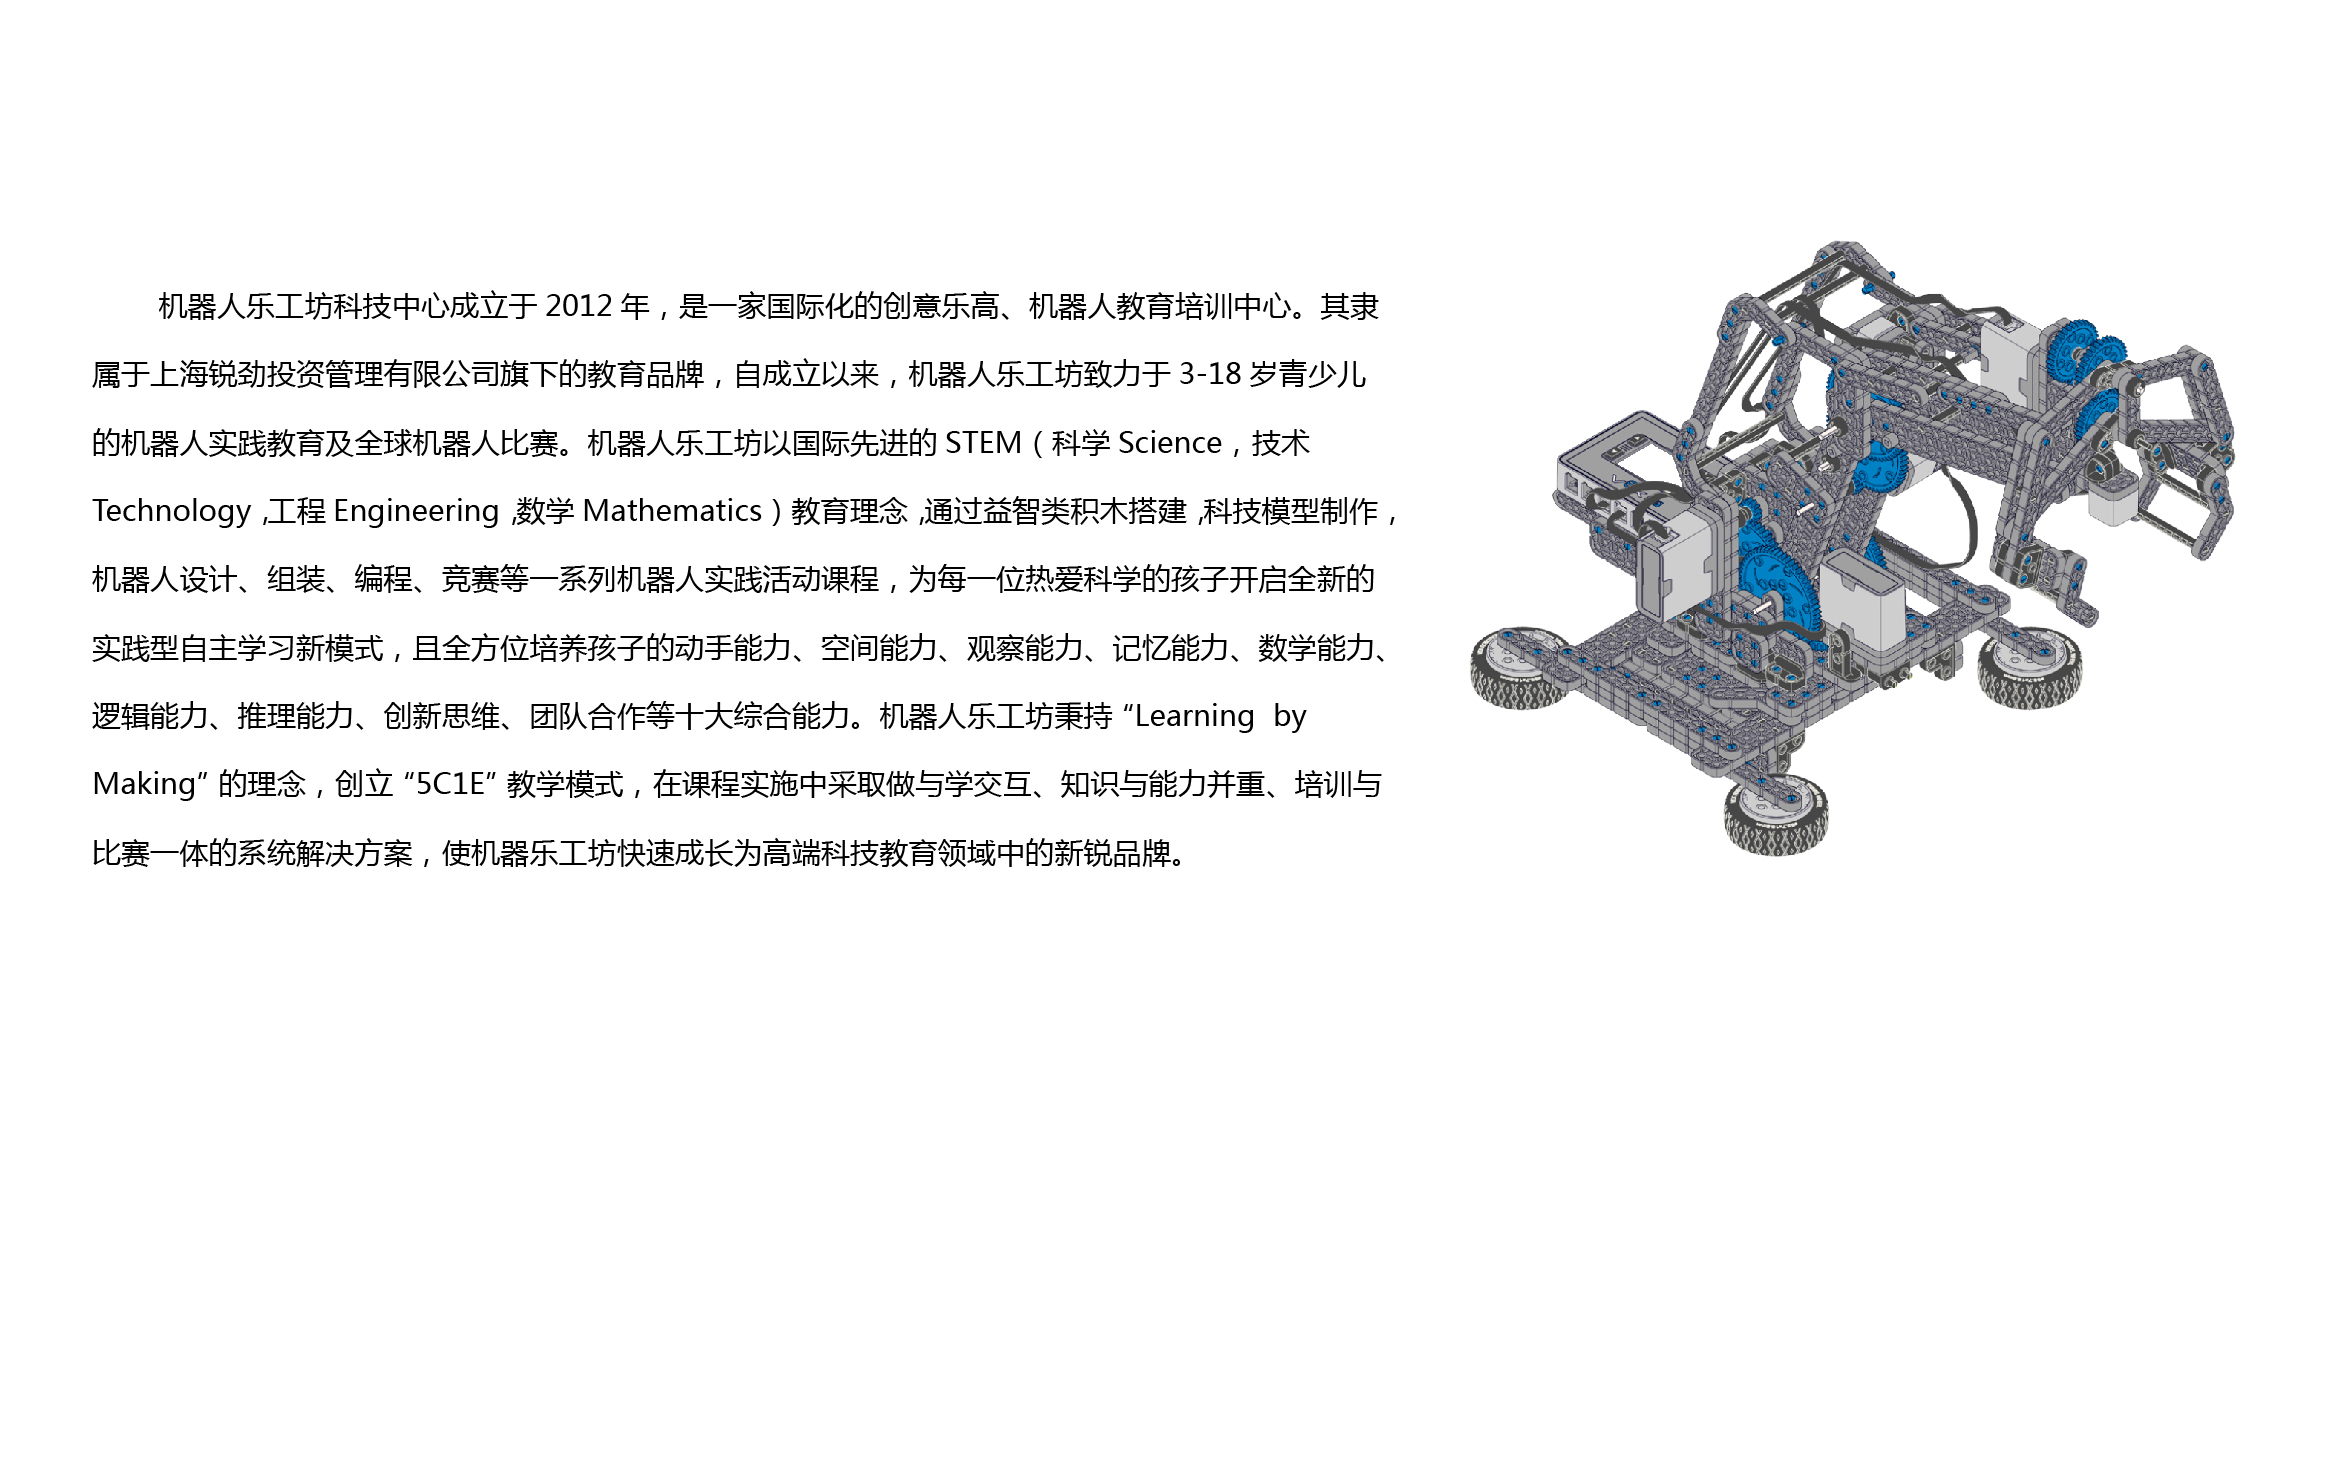 机器人乐工坊科技中心成立于 2012 年，是一家国际化的创意乐高、机器人教育培训中心。其隶
属于上海锐劲投资管理有限公司旗下的教育品牌，自成立以来，机器人乐工坊致力于 3-18 岁青少儿
的机器人实践教育及全球机器人比赛。机器人乐工坊以国际先进的 STEM（科学 Science，技术
Technology，工程 Engineering，数学 Mathematics）教育理念，通过益智类积木搭建，科技模型制作，
机器人设计、组装、编程、竞赛等一系列机器人实践活动课程，为每一位热爱科学的孩子开启全新的
实践型自主学习新模式，且全方位培养孩子的动手能力、空间能力、观察能力、记忆能力、数学能力、
逻辑能力、推理能力、创新思维、团队合作等十大综合能力。机器人乐工坊秉持 “Learning by
Making” 的理念，创立 “5C1E” 教学模式，在课程实施中采取做与学交互、知识与能力并重、培训与
比赛一体的系统解决方案，使机器乐工坊快速成长为高端科技教育领域中的新锐品牌。